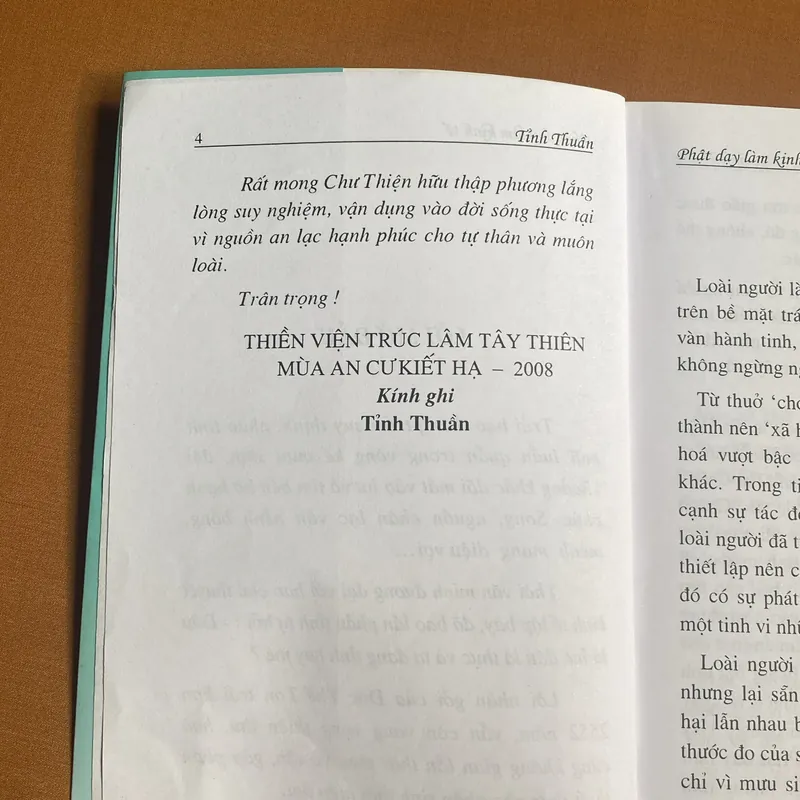 4 Tỉnh Thuần
Rất mong Chư Thiện hữu thập phương lắng
lòng suy nghiệm, vận dụng vào đời sống thực tại
vì nguồn an lạc hạnh phúc cho tự thân và muôn
loài.
Trân trọng !
THIỀN VIỆN TRÚC LÂM TÂY THIÊN
MÙA AN CƯ KIẾT HẠ – 2008
Kính ghi
Tỉnh Thuần
Phật dạy làm kinh
Loài người
trên bề mặt
vàn hành tinh,
không ngừng
Từ thuở
thành nên ‘xã
hoá vượt bậc
khác. Trong
cạnh sự tác
loài người đã
thiết lập nên
đó có sự phát
một tinh vi
Loài người
nhưng lại sẵn
hại lẫn nhau
thước đo của
chỉ vì mưu